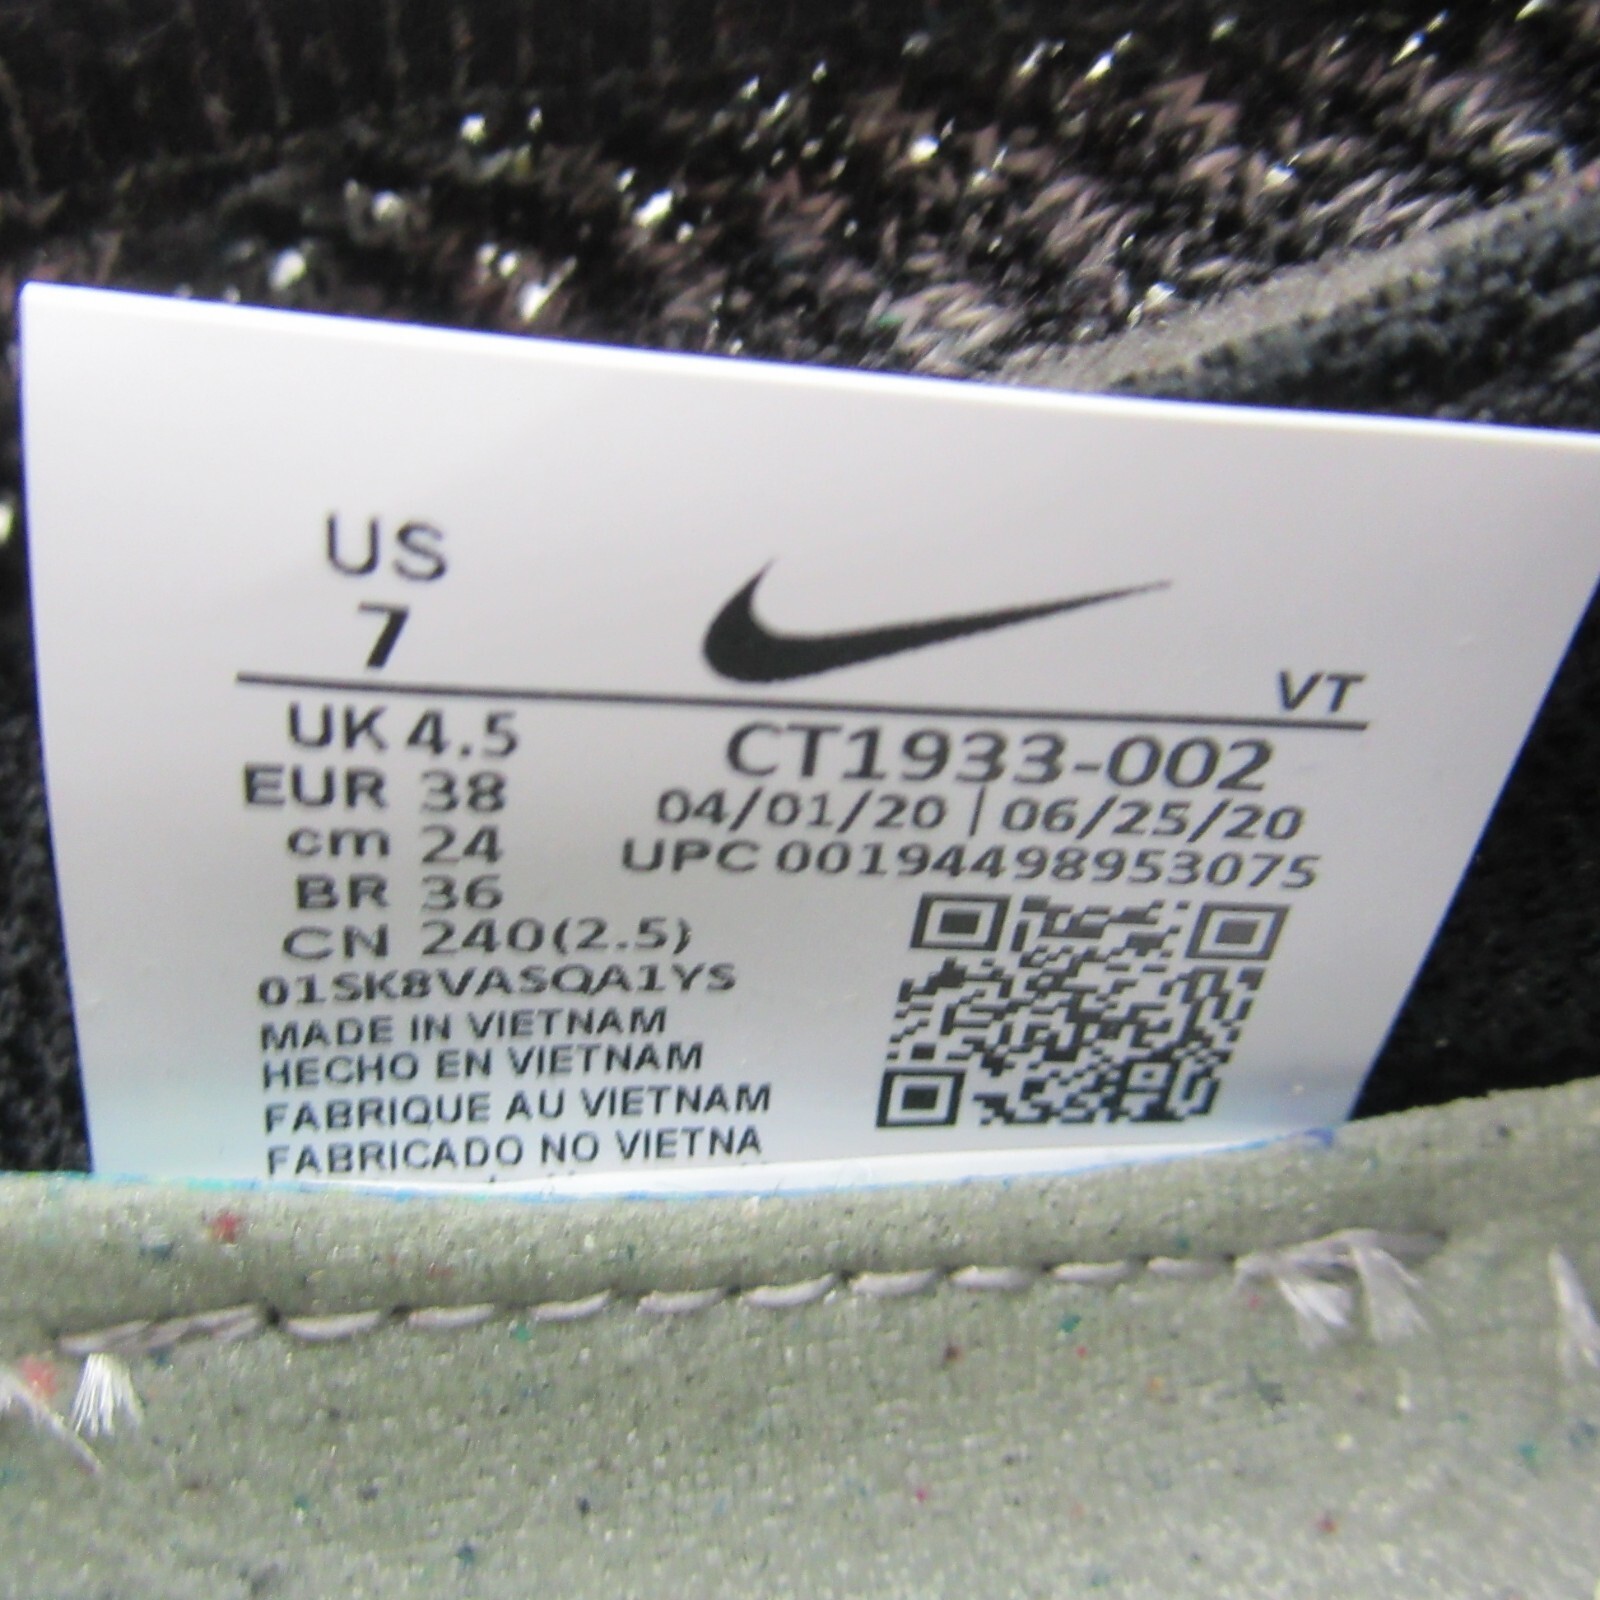 US
7
VT
UK 4.5
EUR 38
cm 24
BR 36
CN 240(2.5)
CT1933-002
04/01/20 | 06/25/20
UPC 00194498953075
01SK8VASQA1YS
MADE IN VIETNAM
HECHO EN VIETNAM
FABRIQUE AU VIETNAM
FABRICADO NO VIETNA